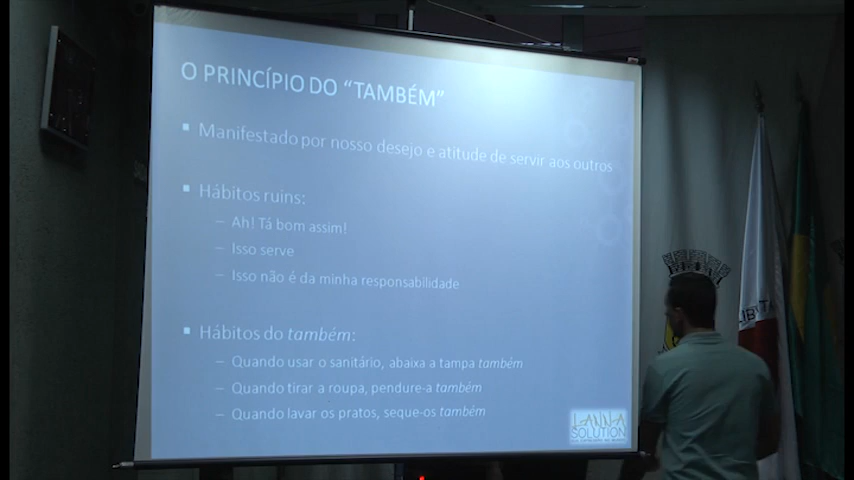 O PRINCÍPIO DO “TAMBÉM”
▪ Manifestado por nosso desejo e atitude de servir aos outros
▪ Hábitos ruins:
– Ah! Tá bom assim!
– Isso serve
– Isso não é da minha responsabilidade
▪ Hábitos do também:
– Quando usar o sanitário, abaixa a tampa também
– Quando tirar a roupa, pendure-a também
– Quando lavar os pratos, seque-os também
LANNA
SOLUTION